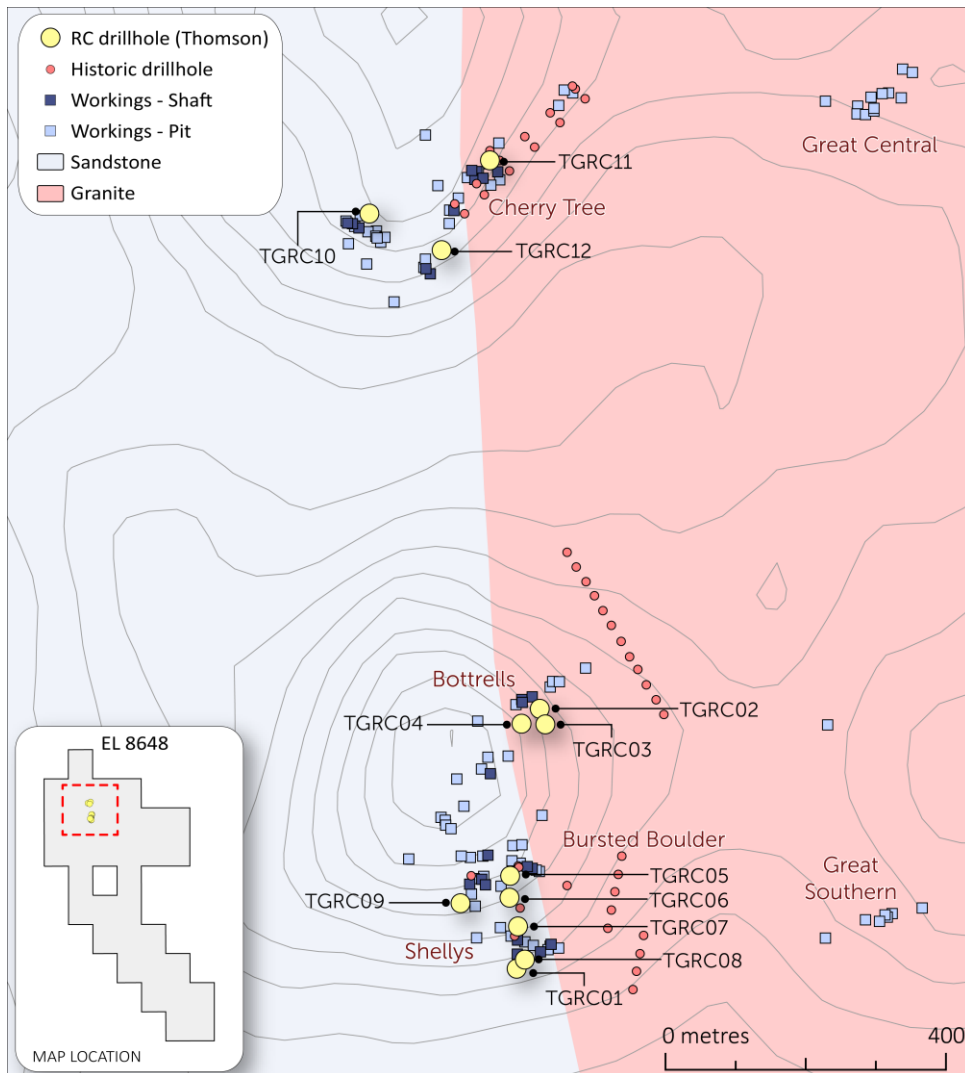 RC drillhole (Thomson)
Historic drillhole
Workings - Shaft
Workings - Pit
Sandstone
Granite
Great Central
TGRC11
Cherry Tree
TGRC10
TGRC12
Bottrells
TGRC04
TGRC02
TGRC03
EL 8648
MAP LOCATION
Bursted Boulder
TGRC05
TGRC06
TGRC09
TGRC07
Shellys
TGRC08
TGRC01
Great
Southern
0 metres
400